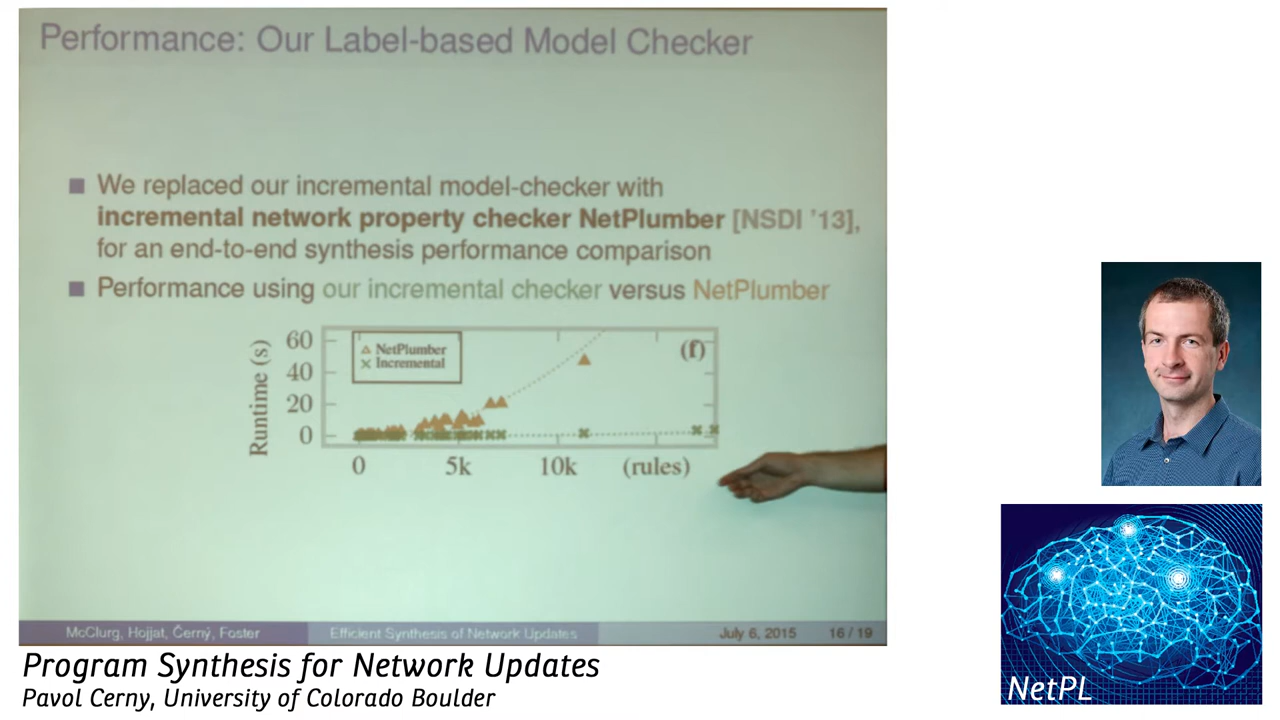 Performance: Our Label-based Model Checker
We replaced our incremental model-checker with
incremental network property checker NetPlumber [NSDI '13],
for an end-to-end synthesis performance comparison
Performance using our incremental checker versus NetPlumber
Runtime (s)
60
40
20
0
NetPlumber
Incremental
(f)
0 5k 10k (rules)
McClurg, Hojjat, Černý, Foster Efficient Synthesis of Network Updates July 6, 2015 16 / 19
Program Synthesis for Network Updates
Pavol Cerny, University of Colorado Boulder
NetPL